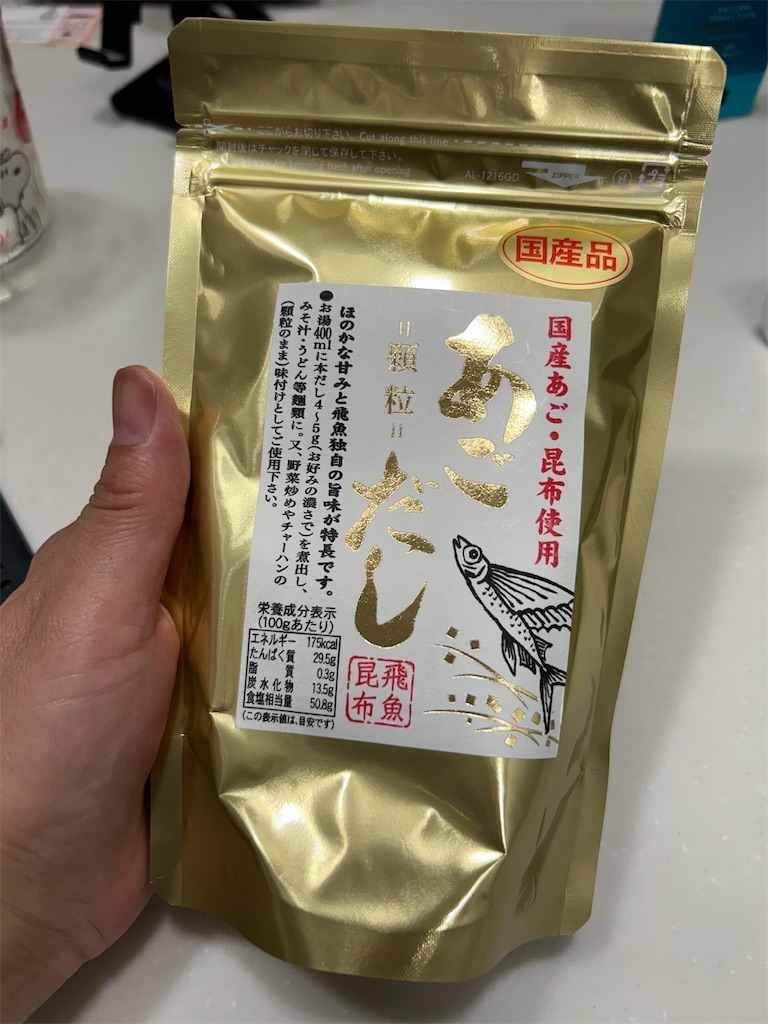 ここからお切り下さい。 Cut along this line
開封後はチャックを閉じて保存して下さい。
fresh after opening
AL-1216GD
ZIPPER
プラ
国産品
国産あご・昆布使用
あごだし
〃顆粒〃
ほのかな甘みと飛魚独自の旨味が特長です。
●お湯400mlに本だし4～5g(お好みの濃さで)を煮出し、
みそ汁・うどん等麺類に。又、野菜炒めやチャーハンの
(顆粒のまま)味付けとしてご使用下さい。
栄養成分表示
(100gあたり)
エネルギー 175kcal
たんぱく質 29.5g
脂質 0.3g
炭水化物 13.5g
食塩相当量 50.8g
(この表示値は、目安です)
飛魚
昆布
NATURAL